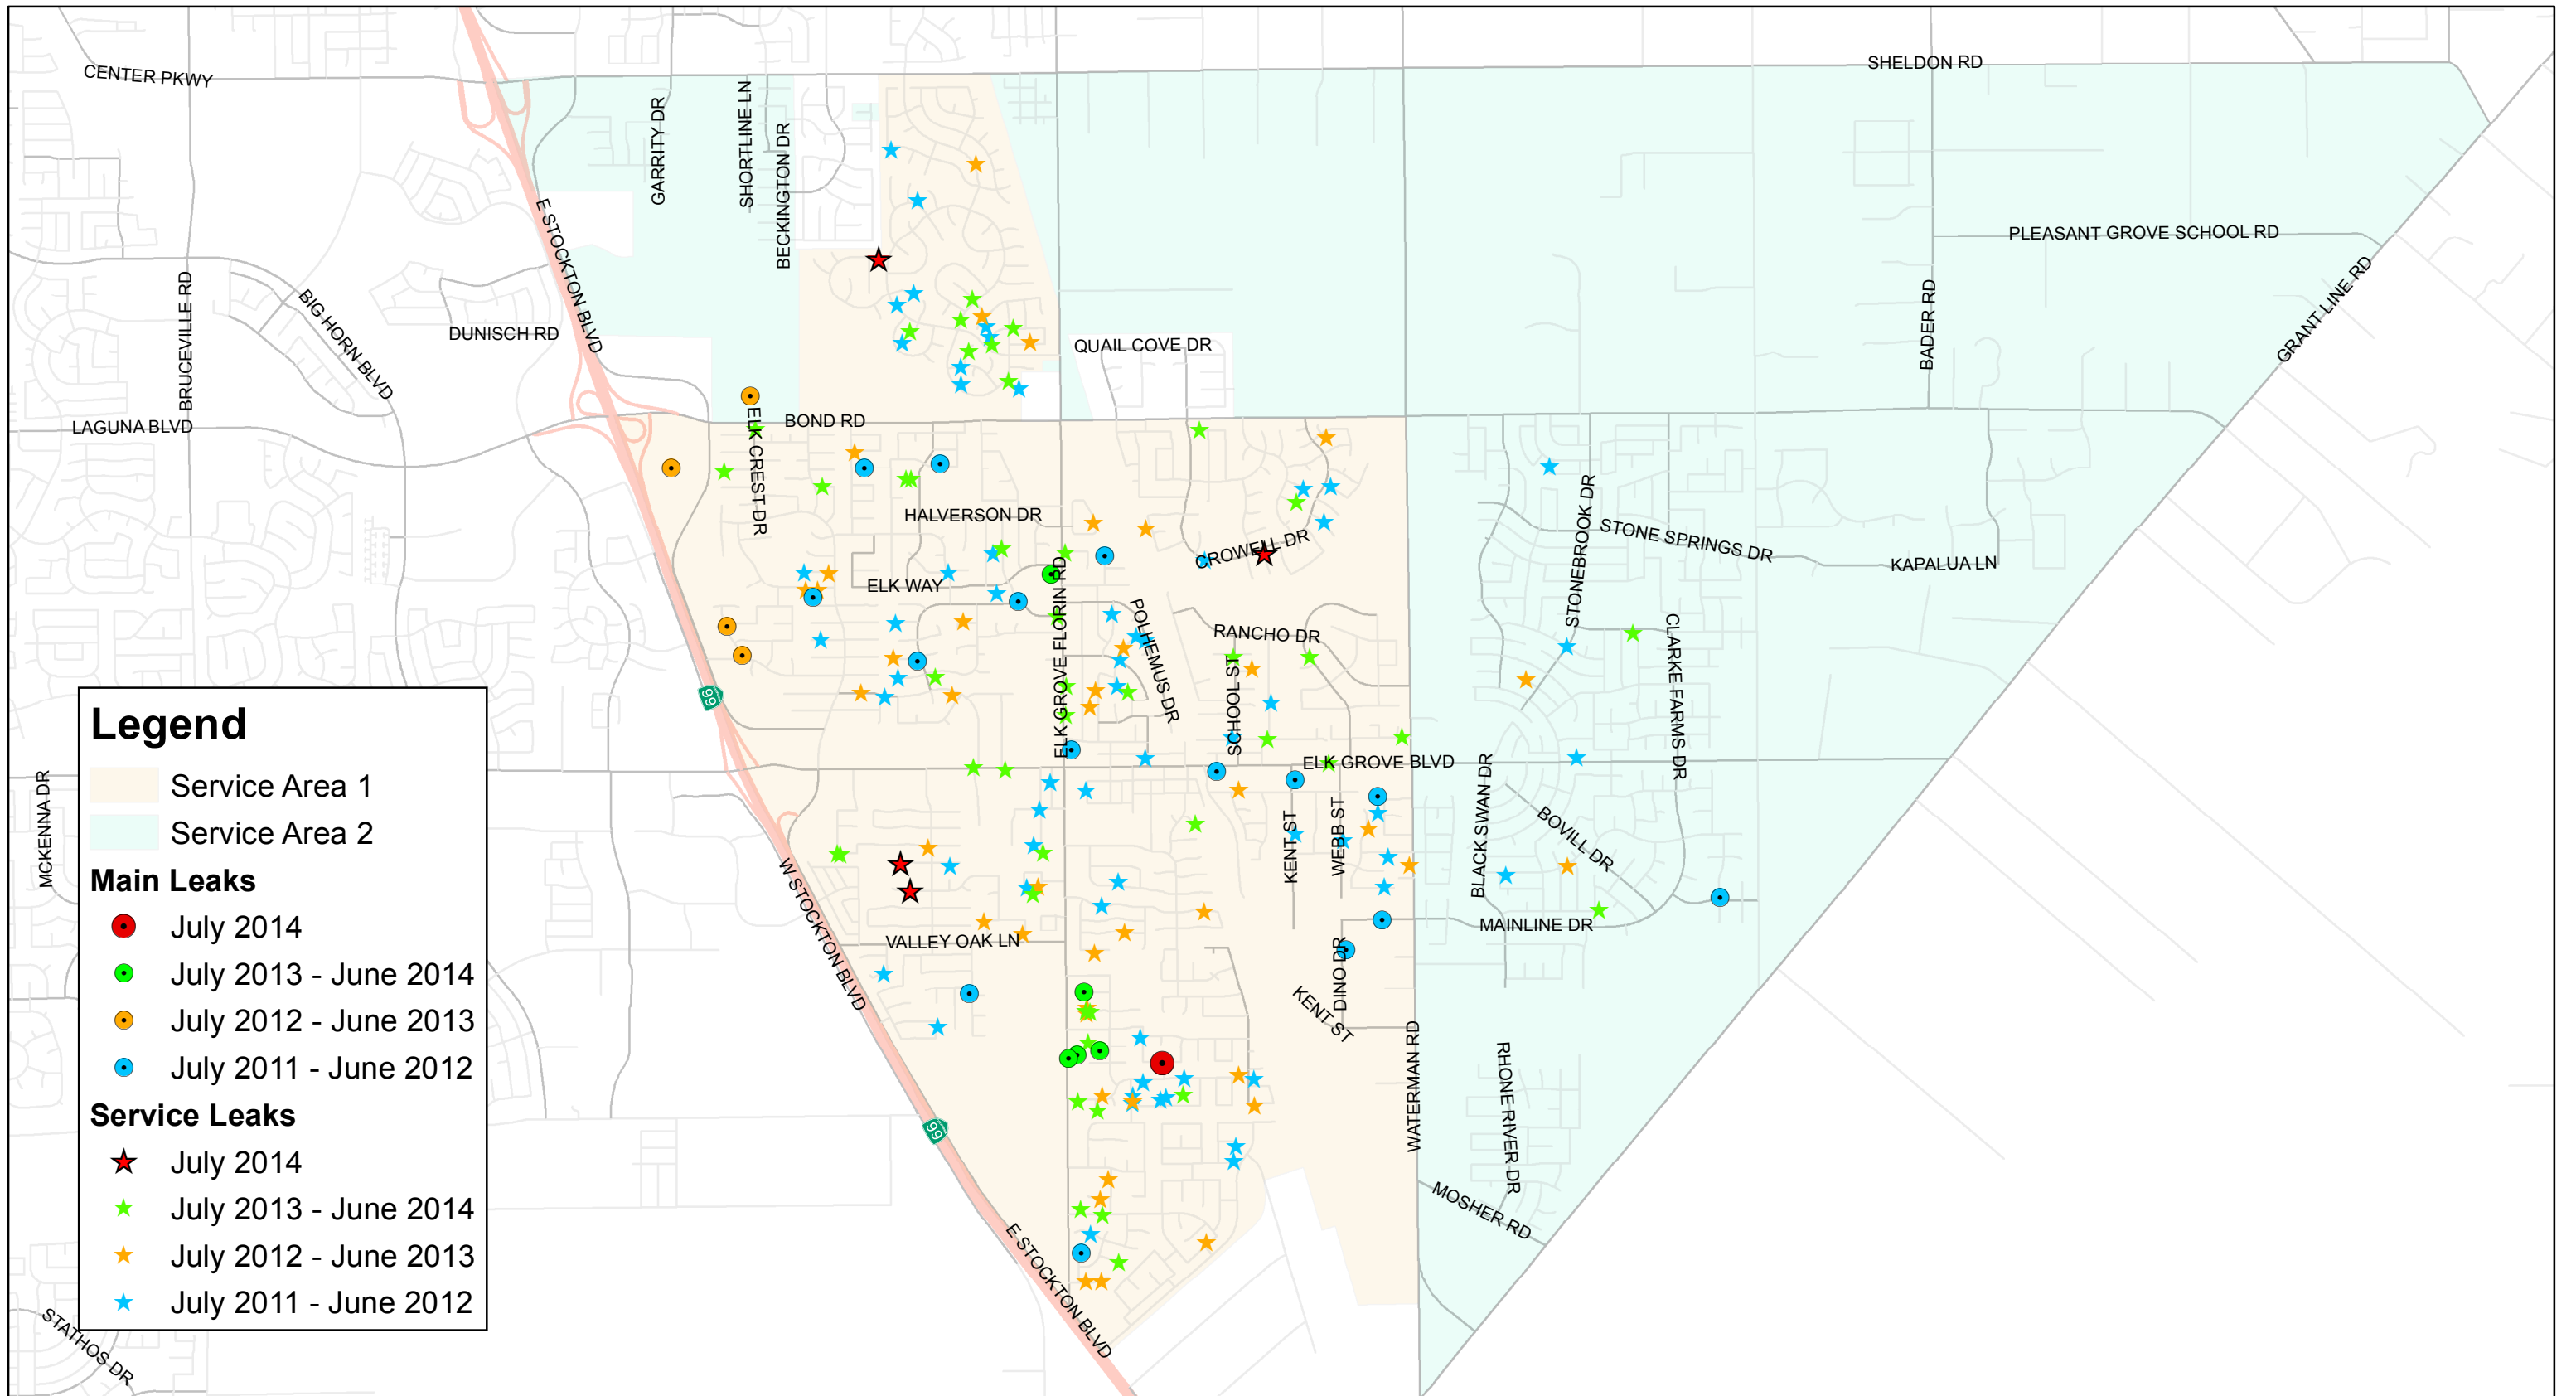 CENTER PKWY
SHELDON RD
GARRITY DR
SHORTLINE LN
BECKINGTON DR
E STOCKTON BLVD
PLEASANT GROVE SCHOOL RD
BRUCEVILLE RD
BIG HORN BLVD
DUNISCH RD
QUAIL COVE DR
BADER RD
GRANT LINE RD
LAGUNA BLVD
BOND RD
ELK CREST DR
HALVERSON DR
CROWELL DR
STONEBROOK DR
STONE SPRINGS DR
KAPALUA LN
ELK WAY
ELK GROVE FLORIN RD
POLHEMUS DR
RANCHO DR
SCHOOL ST
CLARKE FARMS DR
99
ELK GROVE BLVD
BLACK SWAN DR
MCKENNA DR
KENT ST
WEBB ST
BOVILL DR
W STOCKTON BLVD
VALLEY OAK LN
MAINLINE DR
DINO DR
KENT ST
WATERMAN RD
RHONE RIVER DR
99
MOSHER RD
E STOCKTON BLVD
STATHOS DR
Legend
Service Area 1
Service Area 2
Main Leaks
July 2014
July 2013 - June 2014
July 2012 - June 2013
July 2011 - June 2012
Service Leaks
July 2014
July 2013 - June 2014
July 2012 - June 2013
July 2011 - June 2012